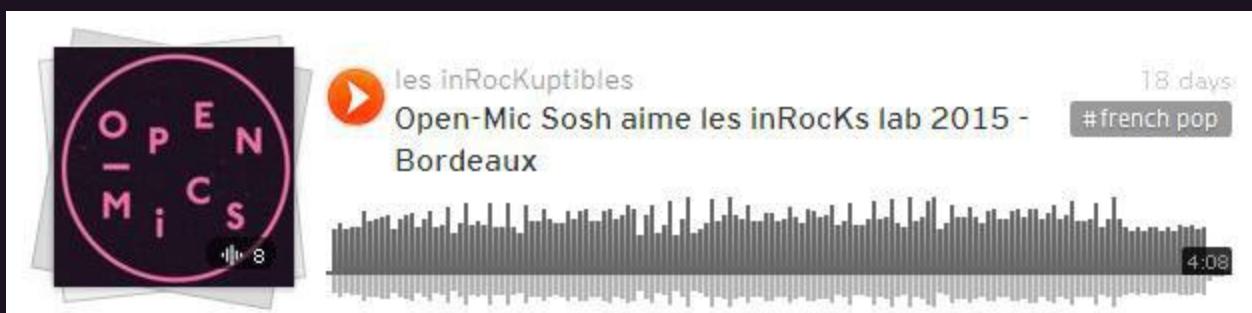 OPEN
MiCS
8
les inRocKuptibles
18 days
Open-Mic Sosh aime les inRocKs lab 2015 -
Bordeaux
#french pop
4:08